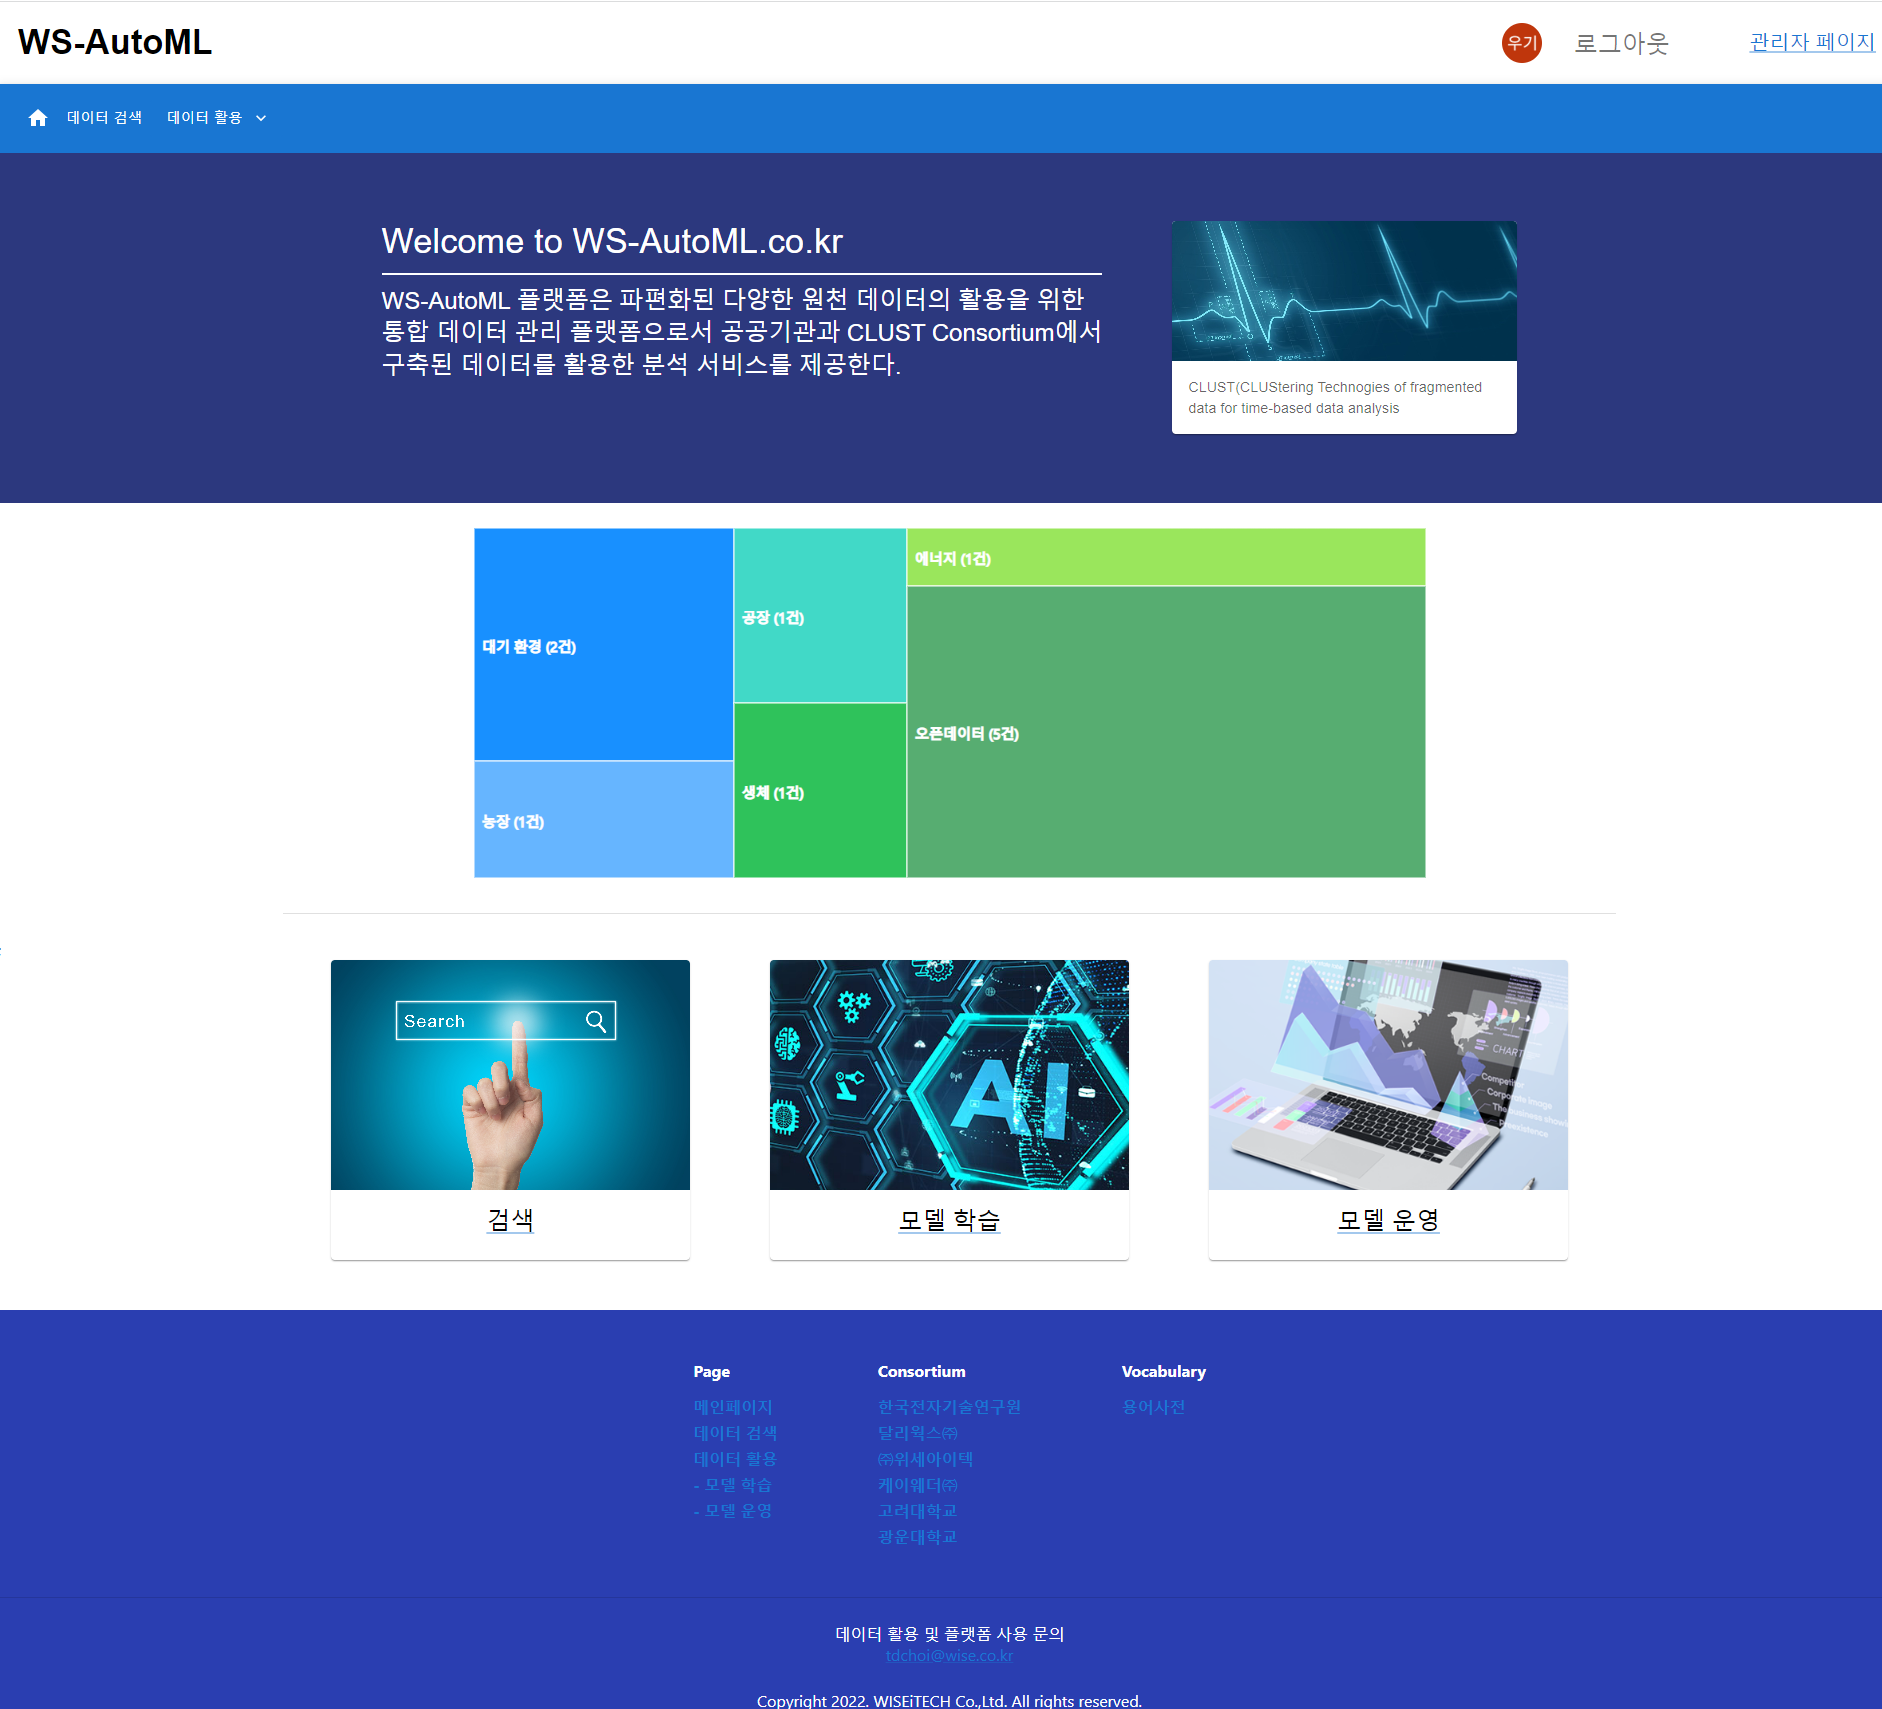 WS-AutoML
우기
로그아웃
관리자 페이지
데이터 검색
데이터 활용
Welcome to WS-AutoML.co.kr
WS-AutoML 플랫폼은 파편화된 다양한 원천 데이터의 활용을 위한
통합 데이터 관리 플랫폼으로서 공공기관과 CLUST Consortium에서
구축된 데이터를 활용한 분석 서비스를 제공한다.
CLUST(CLUStering Technogies of fragmented
data for time-based data analysis
대기 환경 (2건)
농장 (1건)
공장 (1건)
생체 (1건)
에너지 (1건)
오픈데이터 (5건)
Search
AI
CHART
Competitor
Corporate image
The business show
Preexistence
검색
모델 학습
모델 운영
Page
메인페이지
데이터 검색
데이터 활용
- 모델 학습
- 모델 운영
Consortium
한국전자기술연구원
달리웍스㈜
㈜위세아이텍
케이웨더㈜
고려대학교
광운대학교
Vocabulary
용어사전
데이터 활용 및 플랫폼 사용 문의
tdchoi@wise.co.kr
Copyright 2022. WISEiTECH Co.,Ltd. All rights reserved.